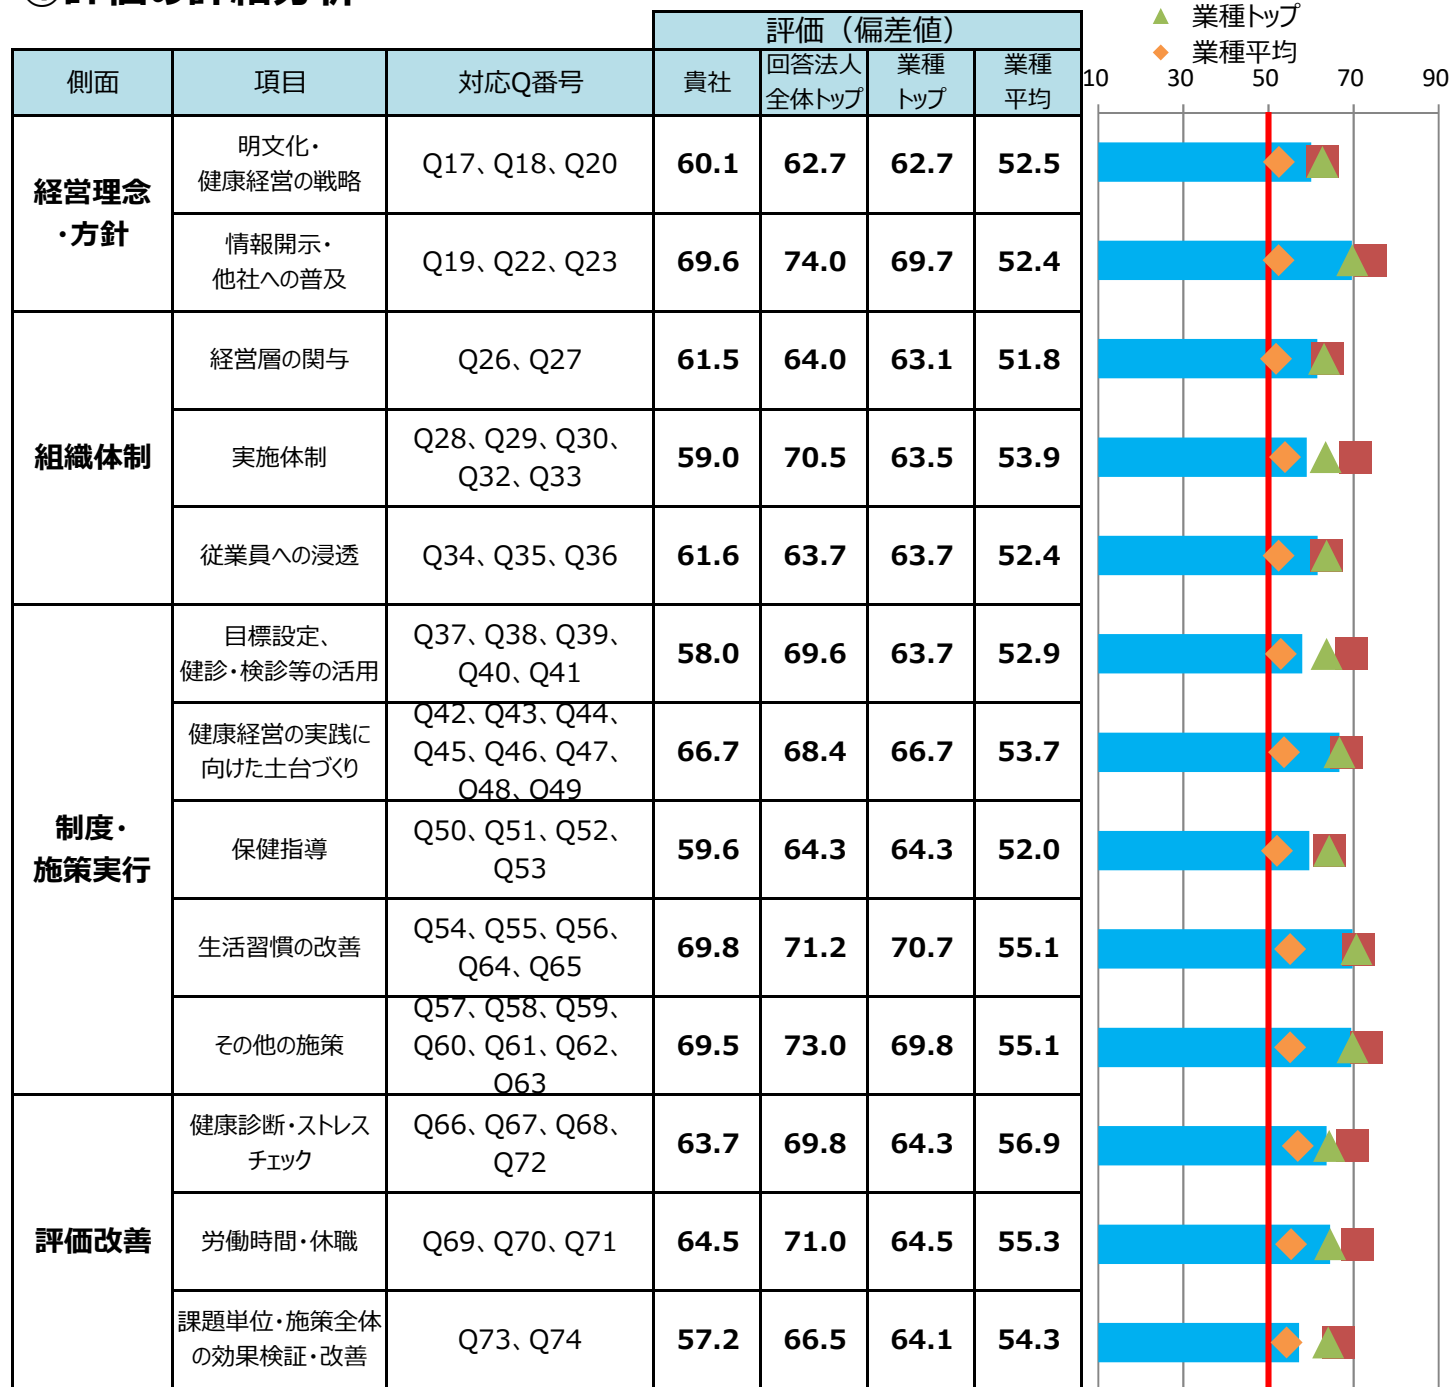 評価（偏差値）
業種トップ
業種平均
側面 項目 対応Q番号 貴社 回答法人 業種 業種
全体トップ トップ 平均
10 30 50 70 90
経営理念
・方針
明文化・
健康経営の戦略
Q17、Q18、Q20 60.1 62.7 62.7 52.5
情報開示・
他社への普及
Q19、Q22、Q23 69.6 74.0 69.7 52.4
組織体制
経営層の関与 Q26、Q27 61.5 64.0 63.1 51.8
実施体制
Q28、Q29、Q30、
Q32、Q33
59.0 70.5 63.5 53.9
従業員への浸透 Q34、Q35、Q36 61.6 63.7 63.7 52.4
制度・
施策実行
目標設定、
健診・検診等の活用
Q37、Q38、Q39、
Q40、Q41
58.0 69.6 63.7 52.9
健康経営の実践に
向けた土台づくり
Q42、Q43、Q44、
Q45、Q46、Q47、
Q48、Q49
66.7 68.4 66.7 53.7
保健指導
Q50、Q51、Q52、
Q53
59.6 64.3 64.3 52.0
生活習慣の改善
Q54、Q55、Q56、
Q64、Q65
69.8 71.2 70.7 55.1
その他の施策
Q57、Q58、Q59、
Q60、Q61、Q62、
Q63
69.5 73.0 69.8 55.1
評価改善
健康診断・ストレス
チェック
Q66、Q67、Q68、
Q72
63.7 69.8 64.3 56.9
労働時間・休職 Q69、Q70、Q71 64.5 71.0 64.5 55.3
課題単位・施策全体
の効果検証・改善
Q73、Q74 57.2 66.5 64.1 54.3